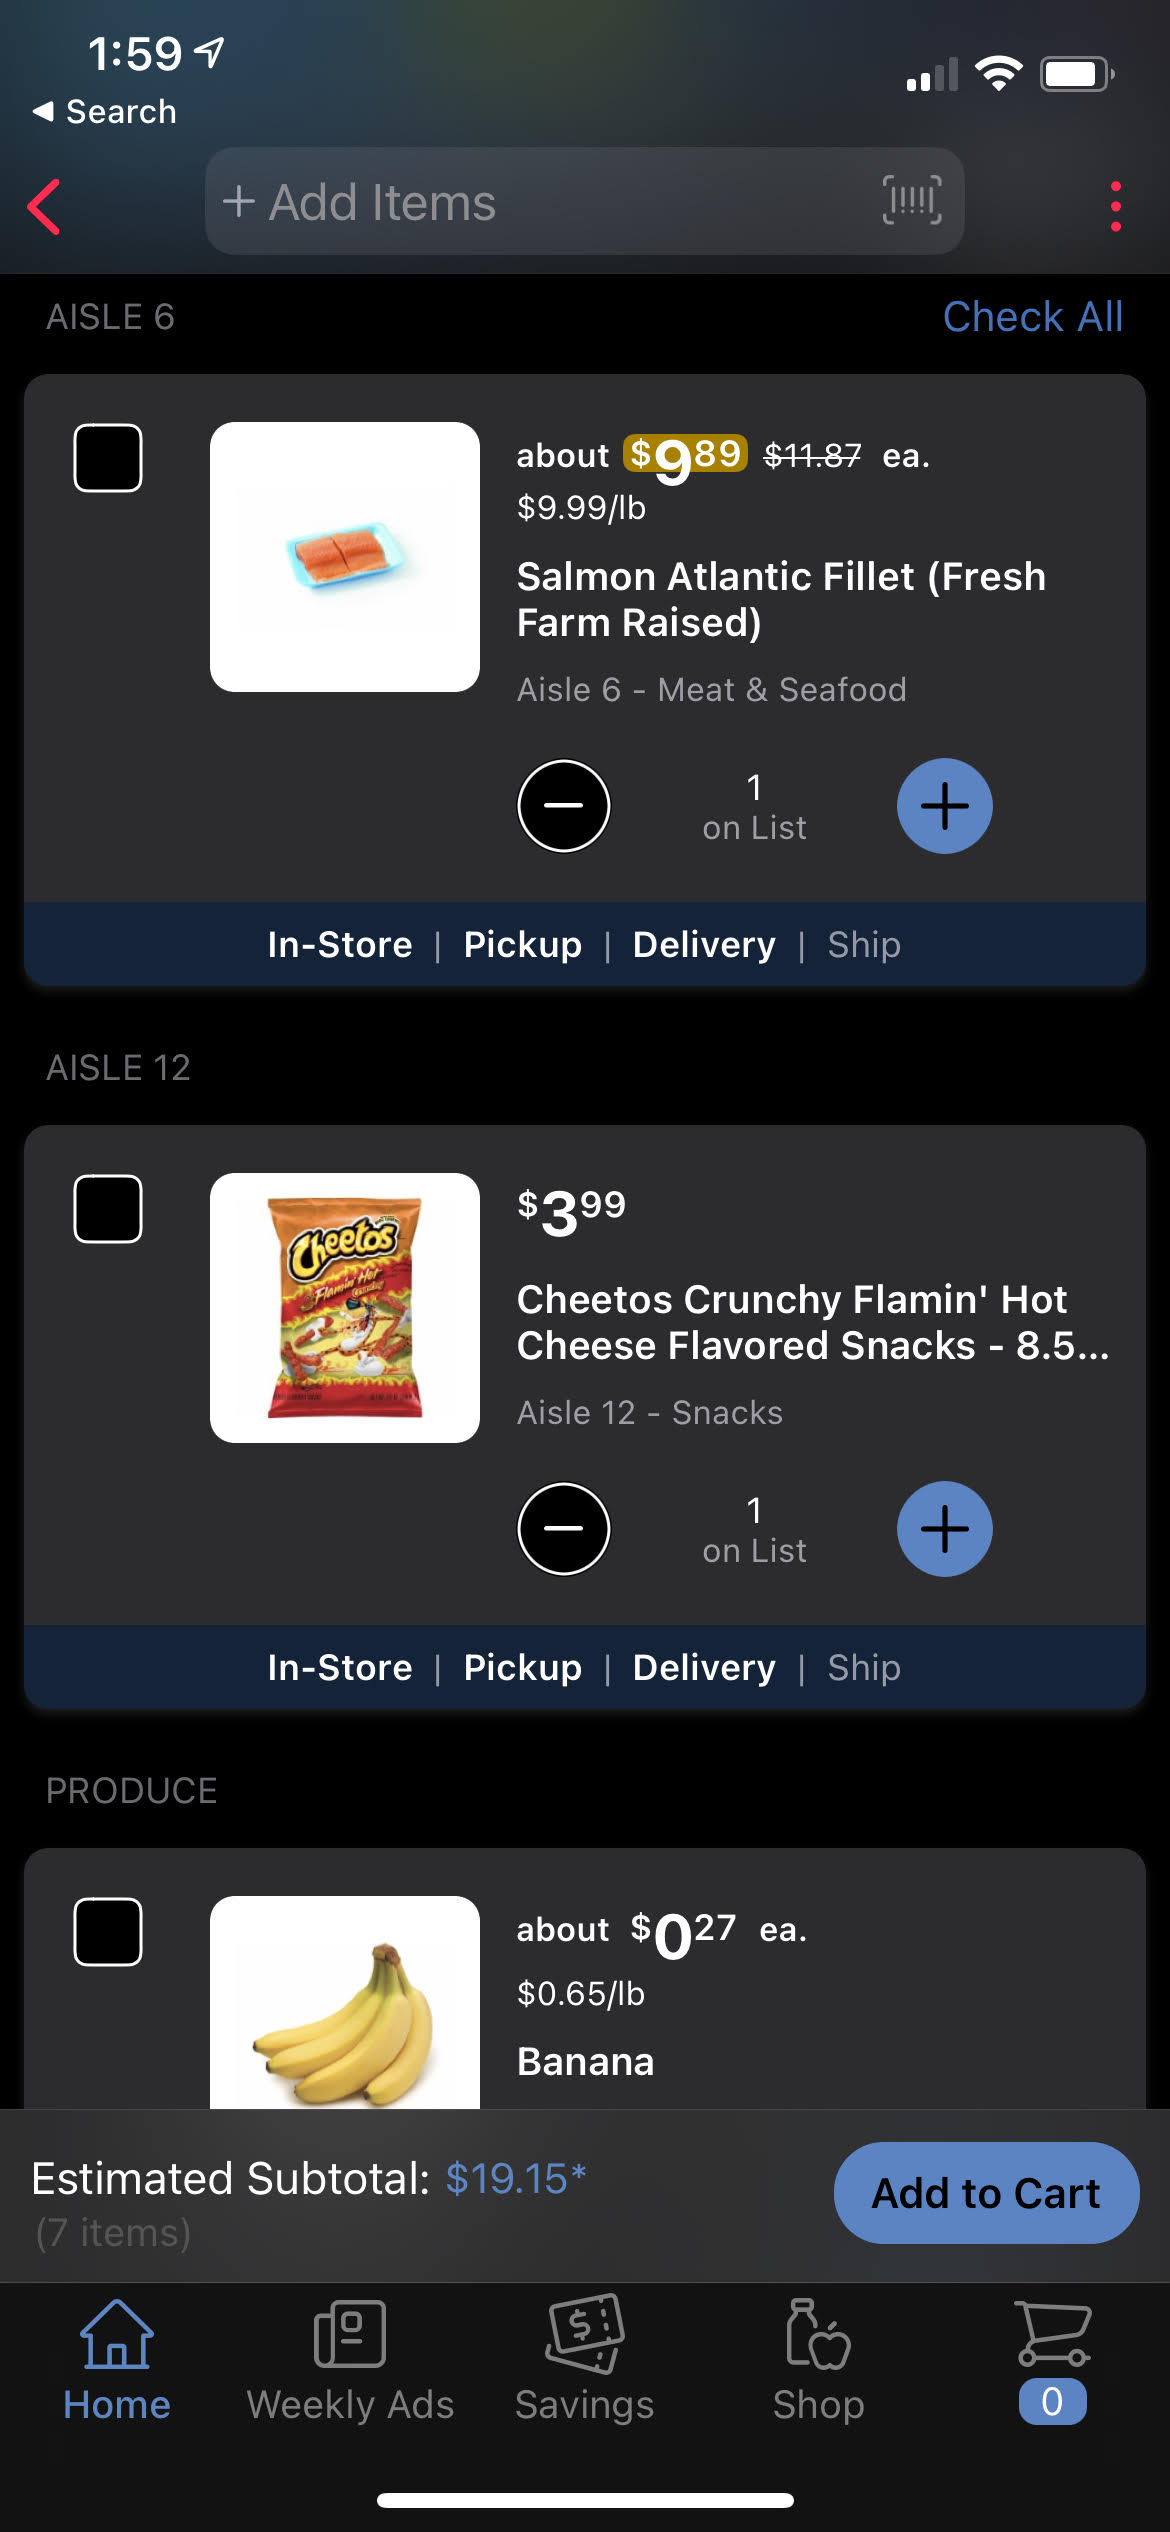 1:59
Search
+ Add Items
AISLE 6
Check All
about $9.89 $11.87 ea.
$9.99/lb
Salmon Atlantic Fillet (Fresh
Farm Raised)
Aisle 6 - Meat & Seafood
1
on List
In-Store | Pickup | Delivery | Ship
AISLE 12
Cheetos
Flamin' Hot
Crunchy
$3.99
Cheetos Crunchy Flamin' Hot
Cheese Flavored Snacks - 8.5...
Aisle 12 - Snacks
1
on List
In-Store | Pickup | Delivery | Ship
PRODUCE
about $0.27 ea.
$0.65/lb
Banana
Estimated Subtotal: $19.15*
(7 items)
Add to Cart
Home
Weekly Ads
Savings
Shop
0